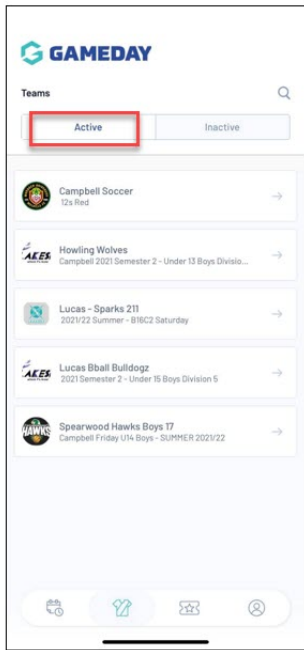 GAMEDAY
Teams
Active
Inactive
Campbell Soccer
12s Red
Howling Wolves
Campbell 2021 Semester 2 - Under 13 Boys Divisio...
Lucas - Sparks 211
2021/22 Summer - B16C2 Saturday
AKES
Lucas Bball Bulldogz
2021 Semester 2 - Under 15 Boys Division 5
HAWKS
Spearwood Hawks Boys 17
Campbell Friday U14 Boys - SUMMER 2021/22